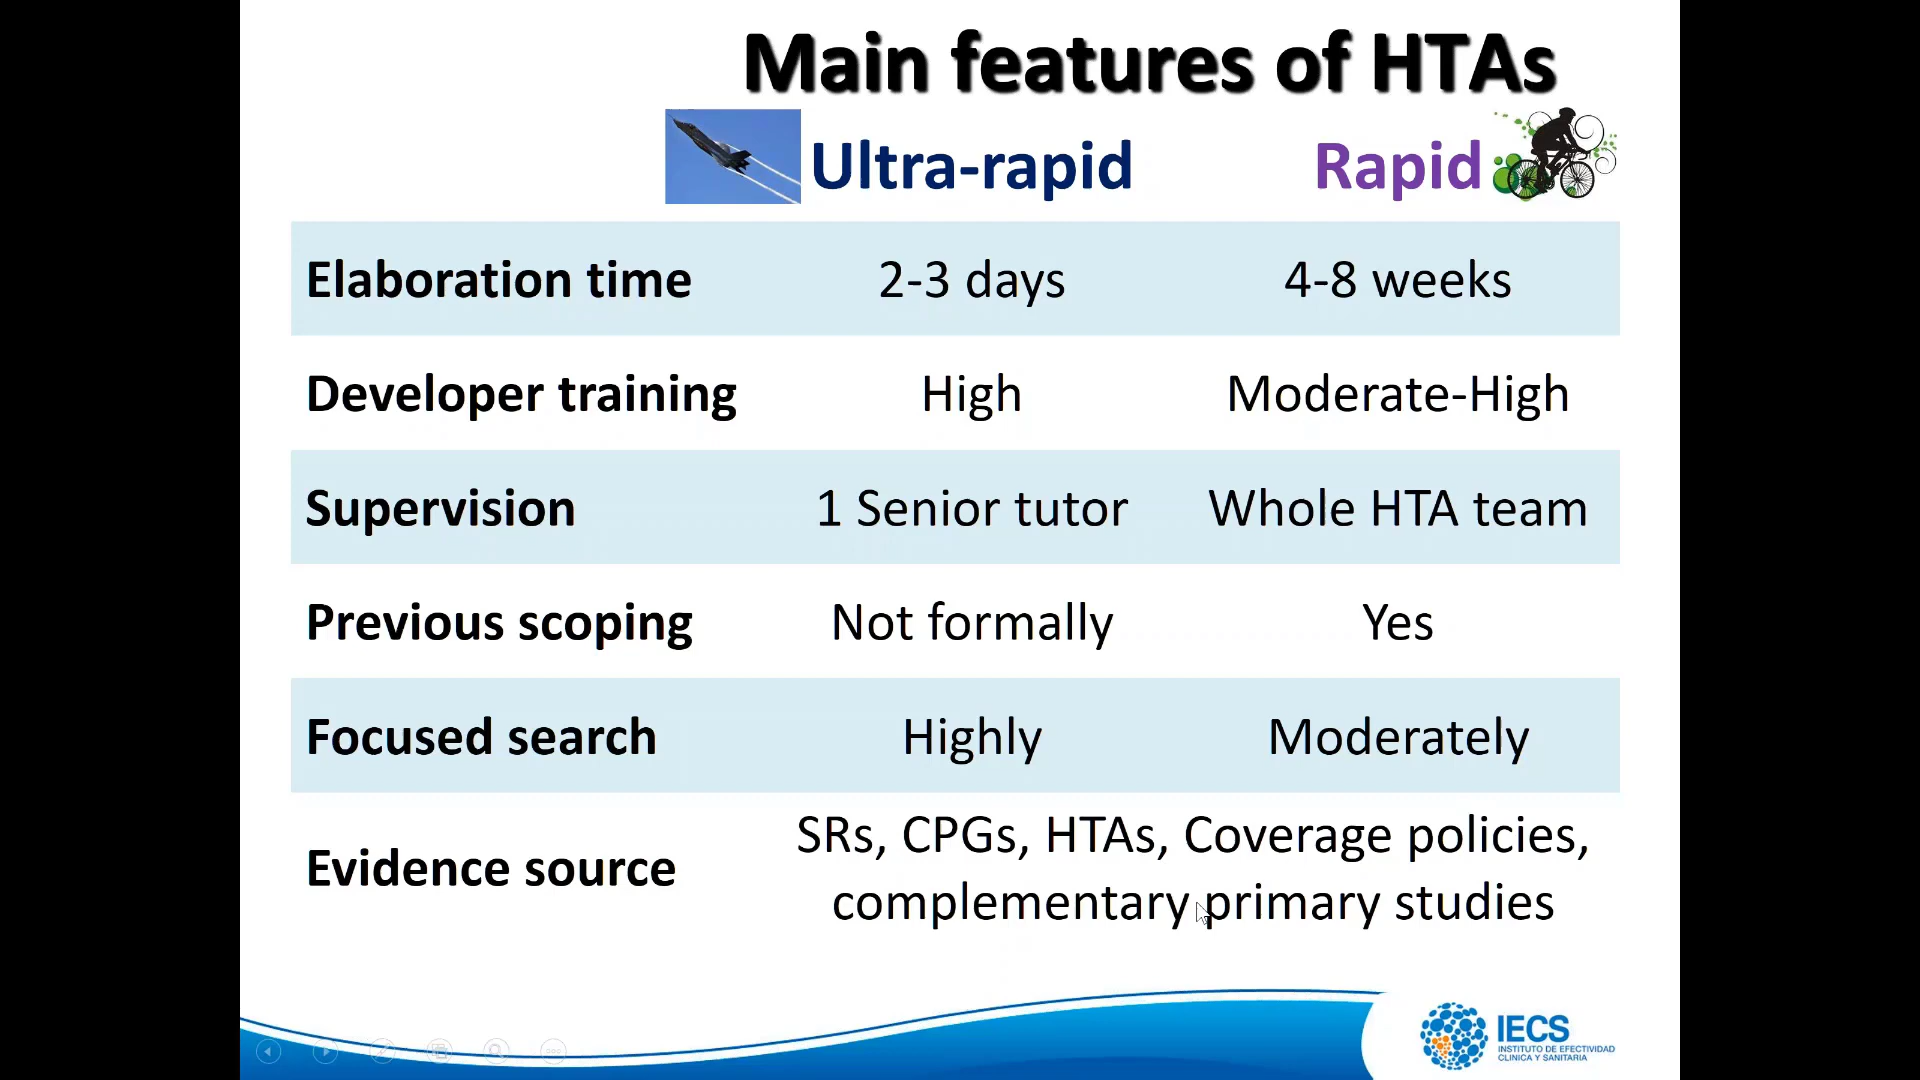 Main features of HTAs
Ultra-rapid Rapid
Elaboration time 2-3 days 4-8 weeks
Developer training High Moderate-High
Supervision 1 Senior tutor Whole HTA team
Previous scoping Not formally Yes
Focused search Highly Moderately
Evidence source SRs, CPGs, HTAs, Coverage policies,
complementary primary studies
IECS
INSTITUTO DE EFECTIVIDAD
CLINICA Y SANITARIA